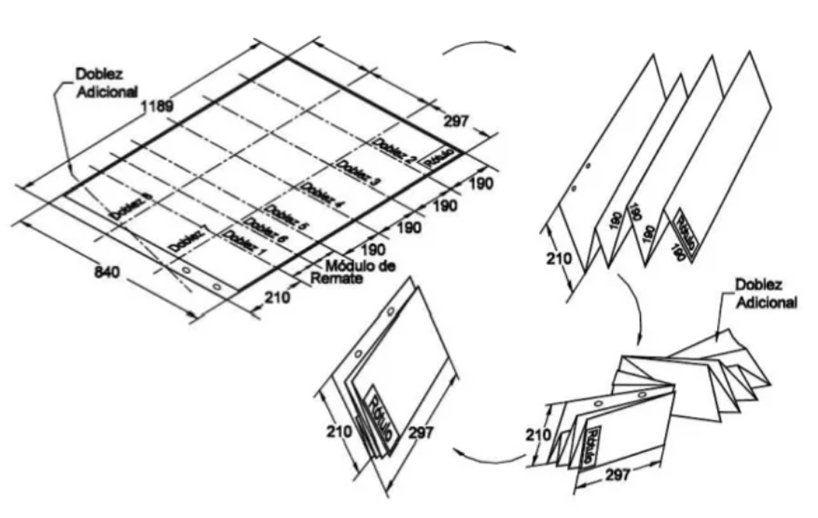 Doblez
Adicional
1189
297
Doblez 2
Rótulo
Doblez 3
190
Doblez 4
190
Doblez 8
Doblez 5
190
Doblez 7
Doblez 6
Doblez 1
190
840
Módulo de
Remate
210
190
190
190
Rótulo
190
210
Doblez
Adicional
Rótulo
210
297
210
Rótulo
297